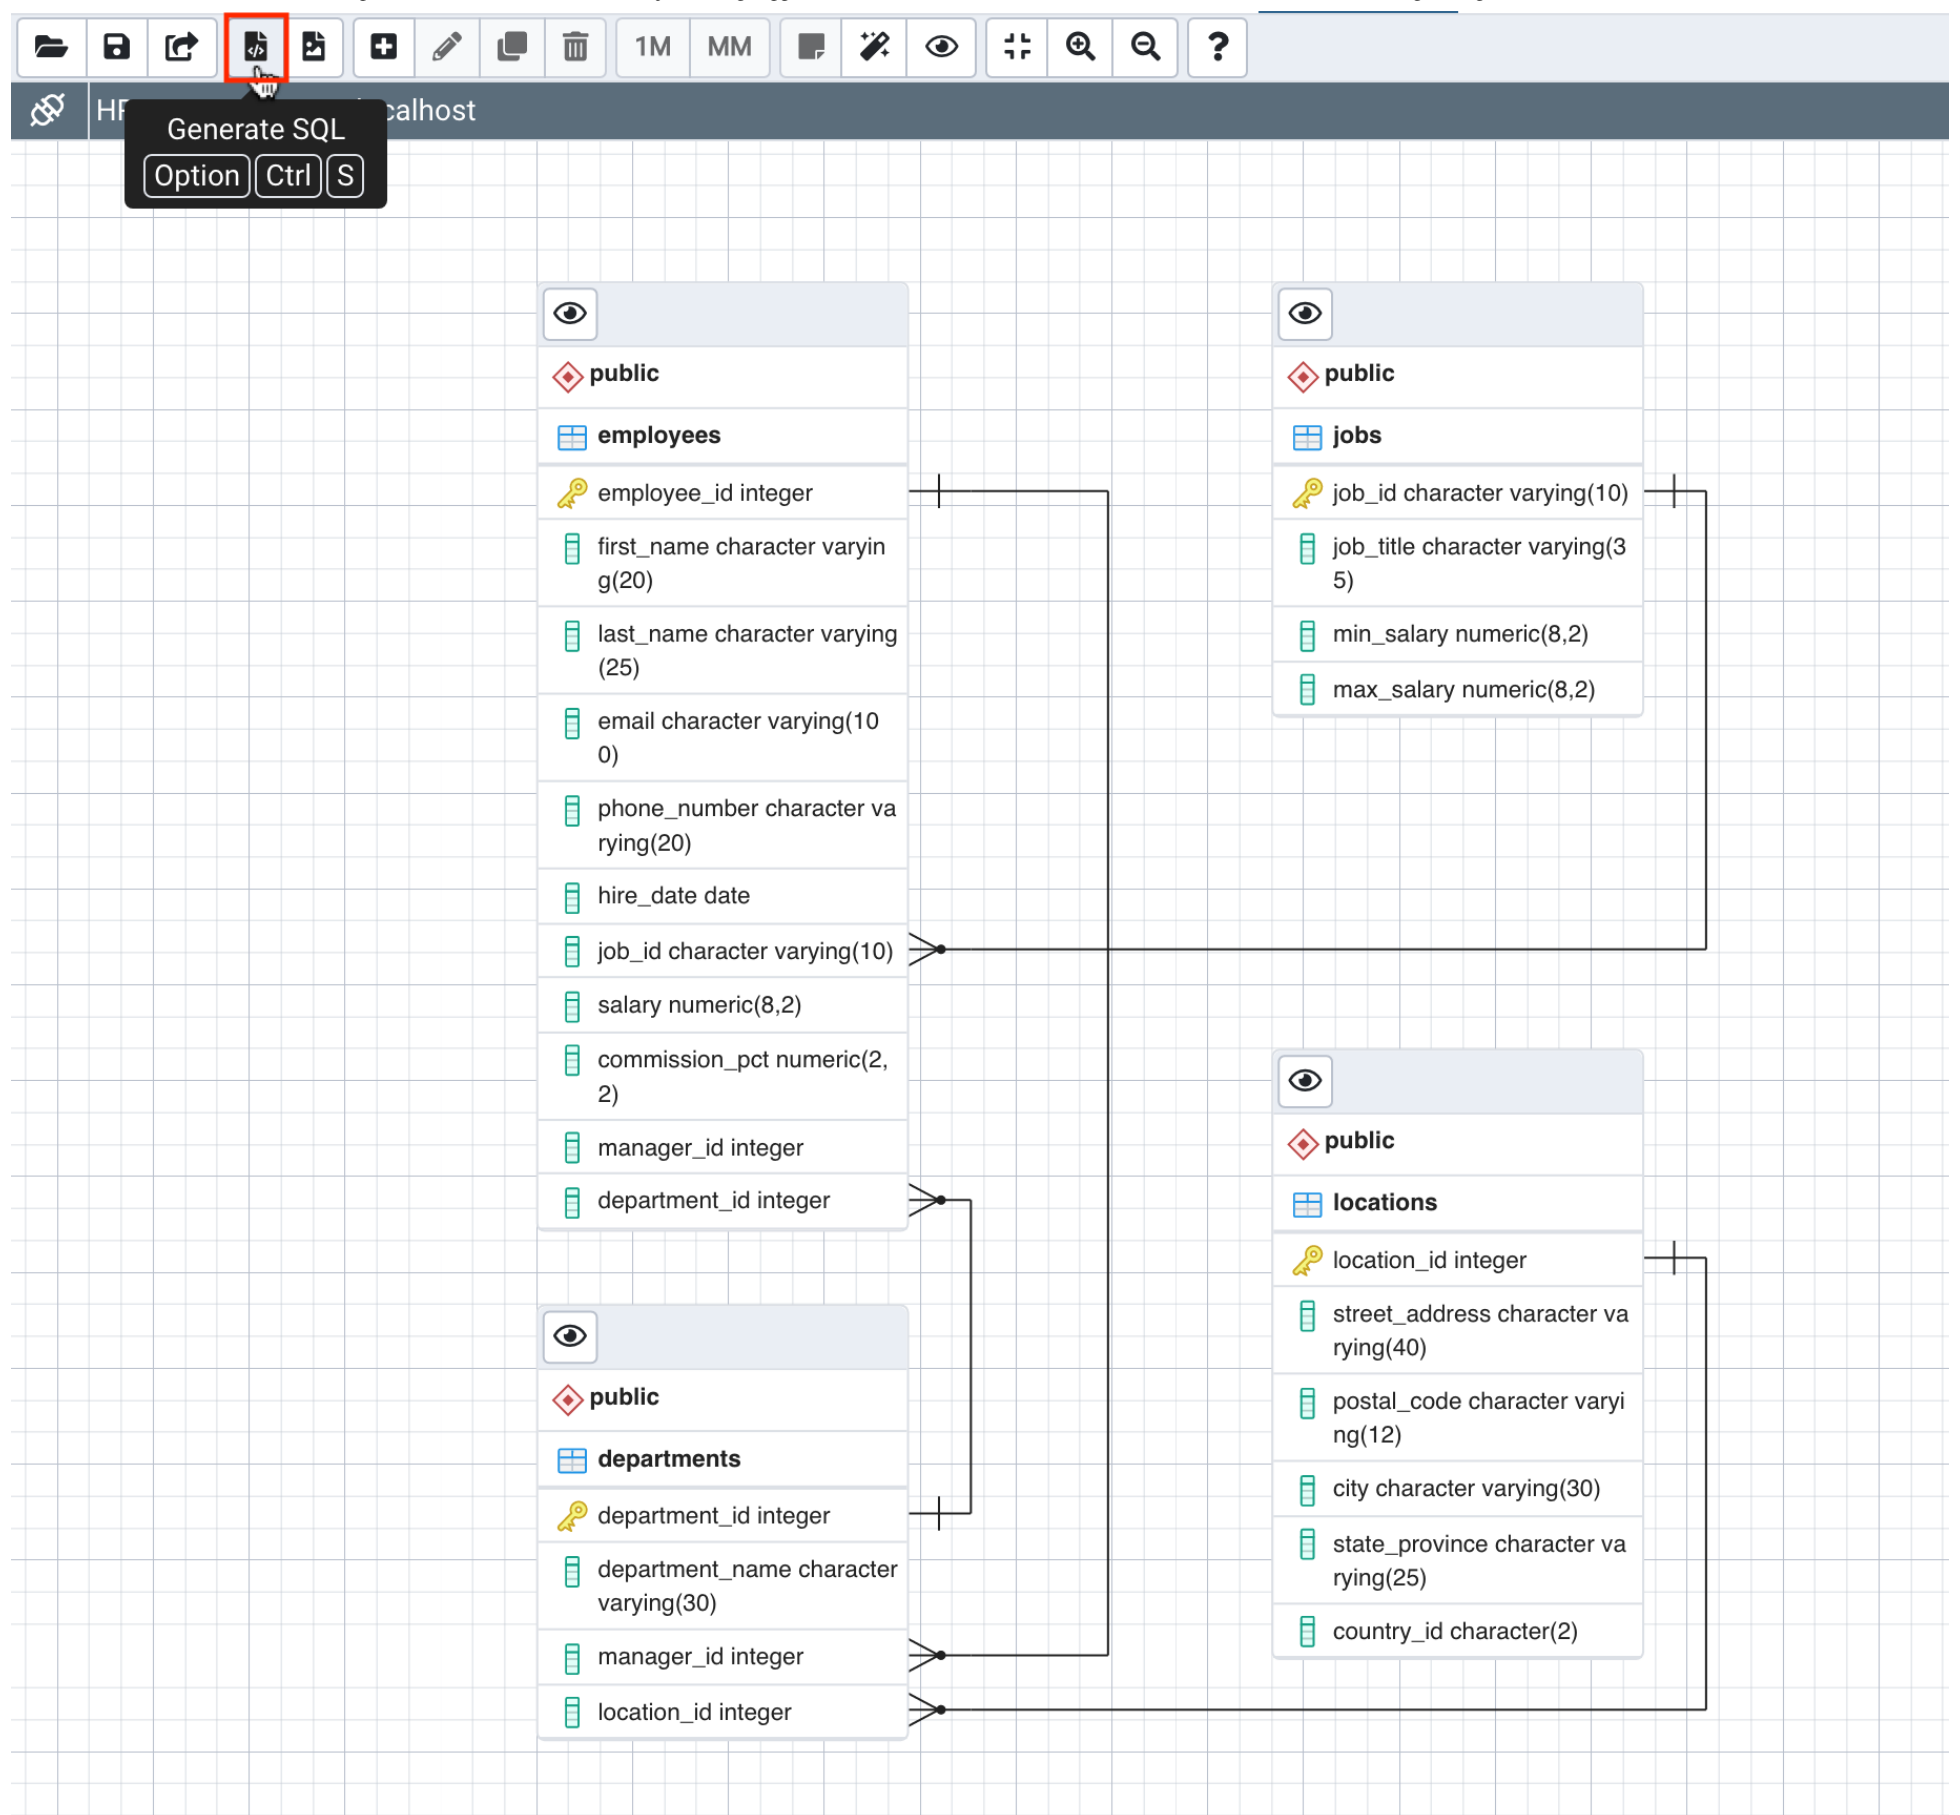 1M
MM
?
HR
calhost
Generate SQL
Option Ctrl S
public
employees
employee_id integer
first_name character varyin
g(20)
last_name character varying
(25)
email character varying(10
0)
phone_number character va
rying(20)
hire_date date
job_id character varying(10)
salary numeric(8,2)
commission_pct numeric(2,
2)
manager_id integer
department_id integer
public
jobs
job_id character varying(10)
job_title character varying(3
5)
min_salary numeric(8,2)
max_salary numeric(8,2)
public
departments
department_id integer
department_name character
varying(30)
manager_id integer
location_id integer
public
locations
location_id integer
street_address character va
rying(40)
postal_code character varyi
ng(12)
city character varying(30)
state_province character va
rying(25)
country_id character(2)